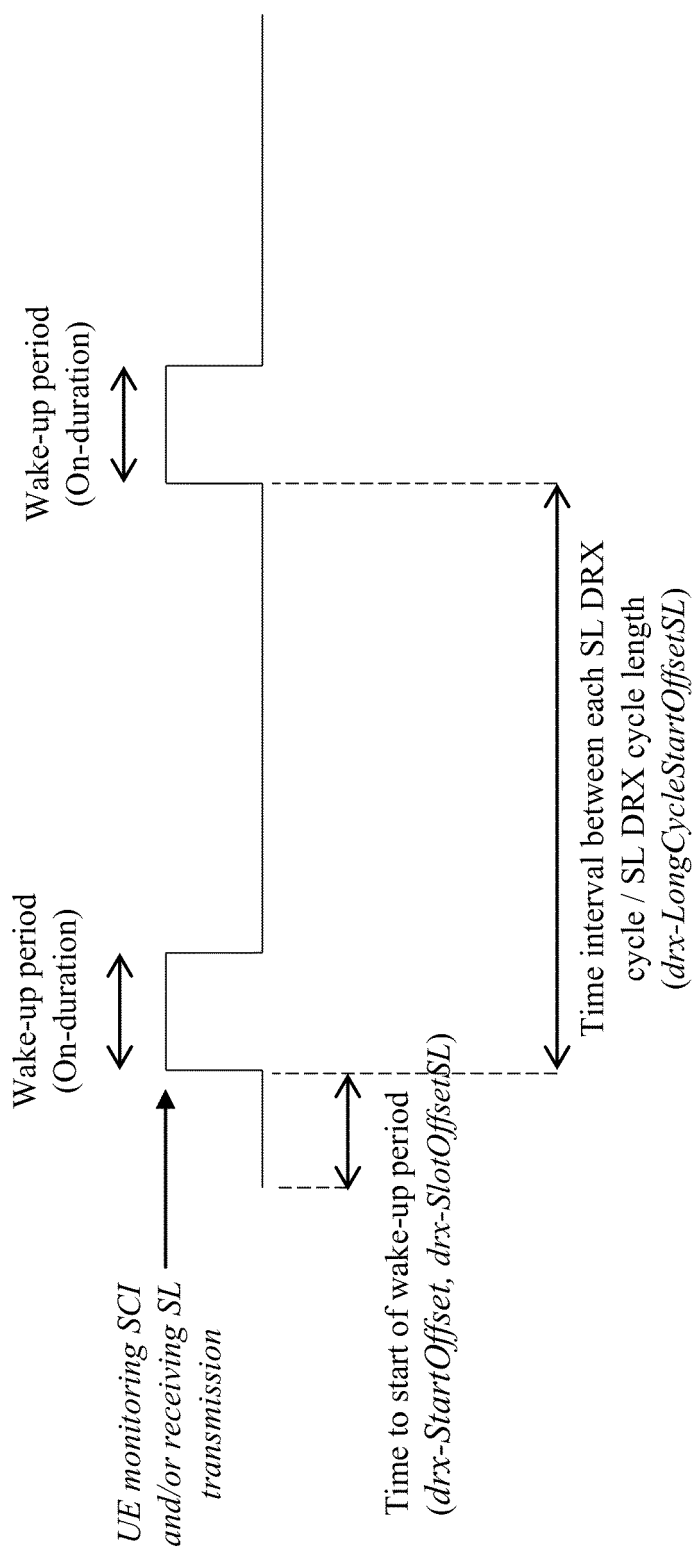 Wake-up period
(On-duration)
Wake-up period
(On-duration)
UE monitoring SCI
and/or receiving SL
transmission
Time to start of wake-up period
(drx-StartOffset, drx-SlotOffsetSL)
Time interval between each SL DRX
cycle / SL DRX cycle length
(drx-LongCycleStartOffsetSL)